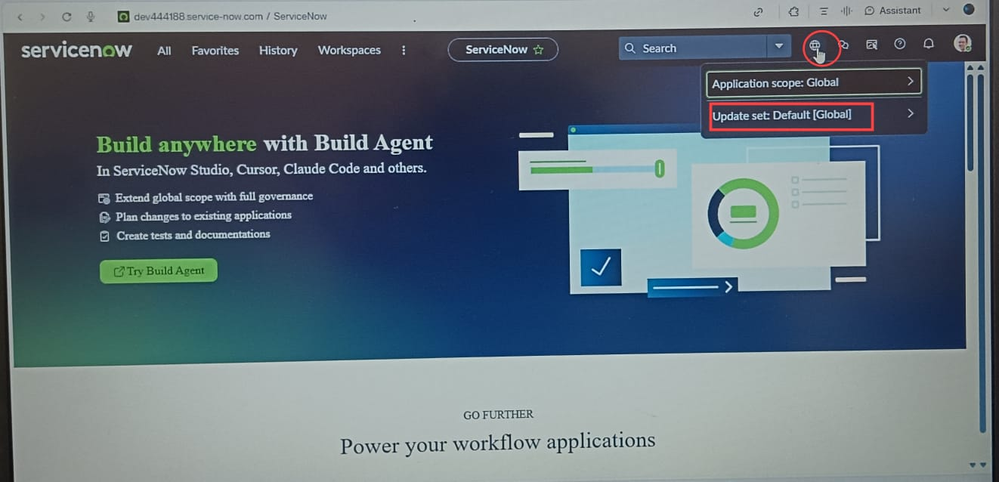 dev444188.service-now.com / ServiceNow
Assistant
servicenow
All
Favorites
History
Workspaces
ServiceNow
Search
Application scope: Global
Update set: Default [Global]
Build anywhere with Build Agent
In ServiceNow Studio, Cursor, Claude Code and others.
Extend global scope with full governance
Plan changes to existing applications
Create tests and documentations
Try Build Agent
GO FURTHER
Power your workflow applications